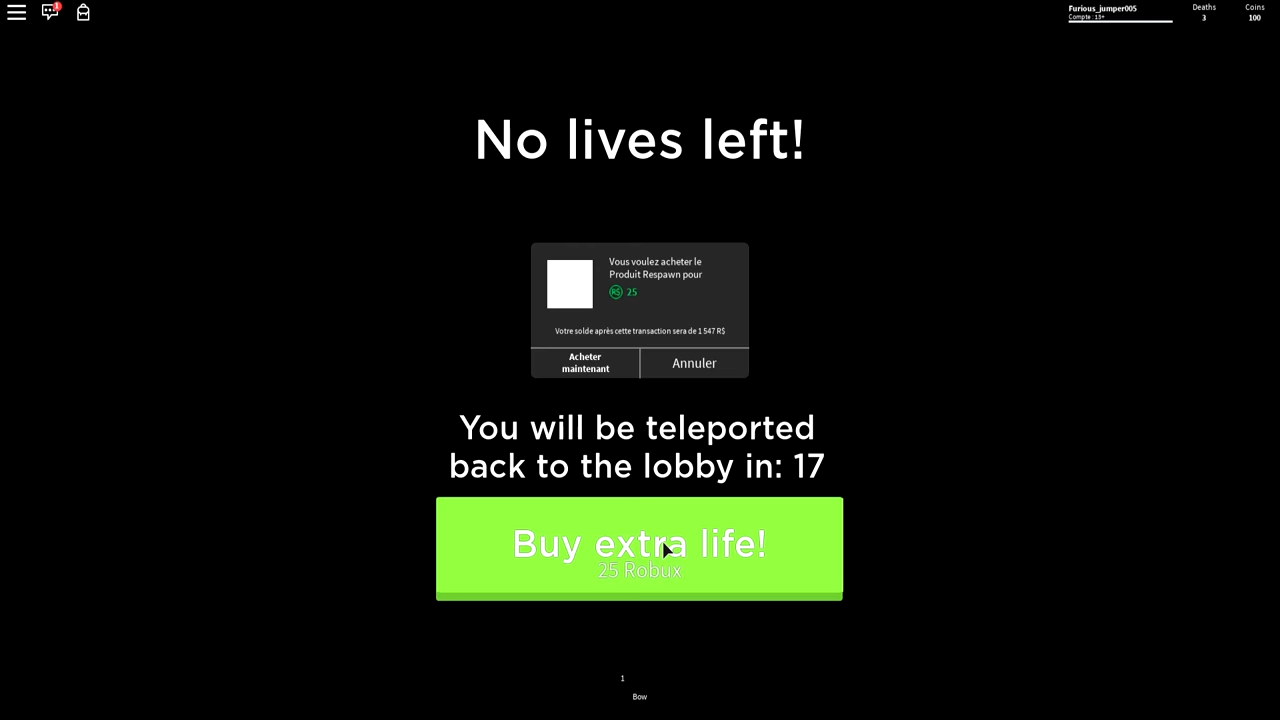 1
Furious_jumper005
Compte : 13+
Deaths
3
Coins
100
No lives left!
Vous voulez acheter le
Produit Respawn pour
R$ 25
Votre solde après cette transaction sera de 1 547 R$
Acheter
maintenant
Annuler
You will be teleported
back to the lobby in: 17
Buy extra life!
25 Robux
1
Bow